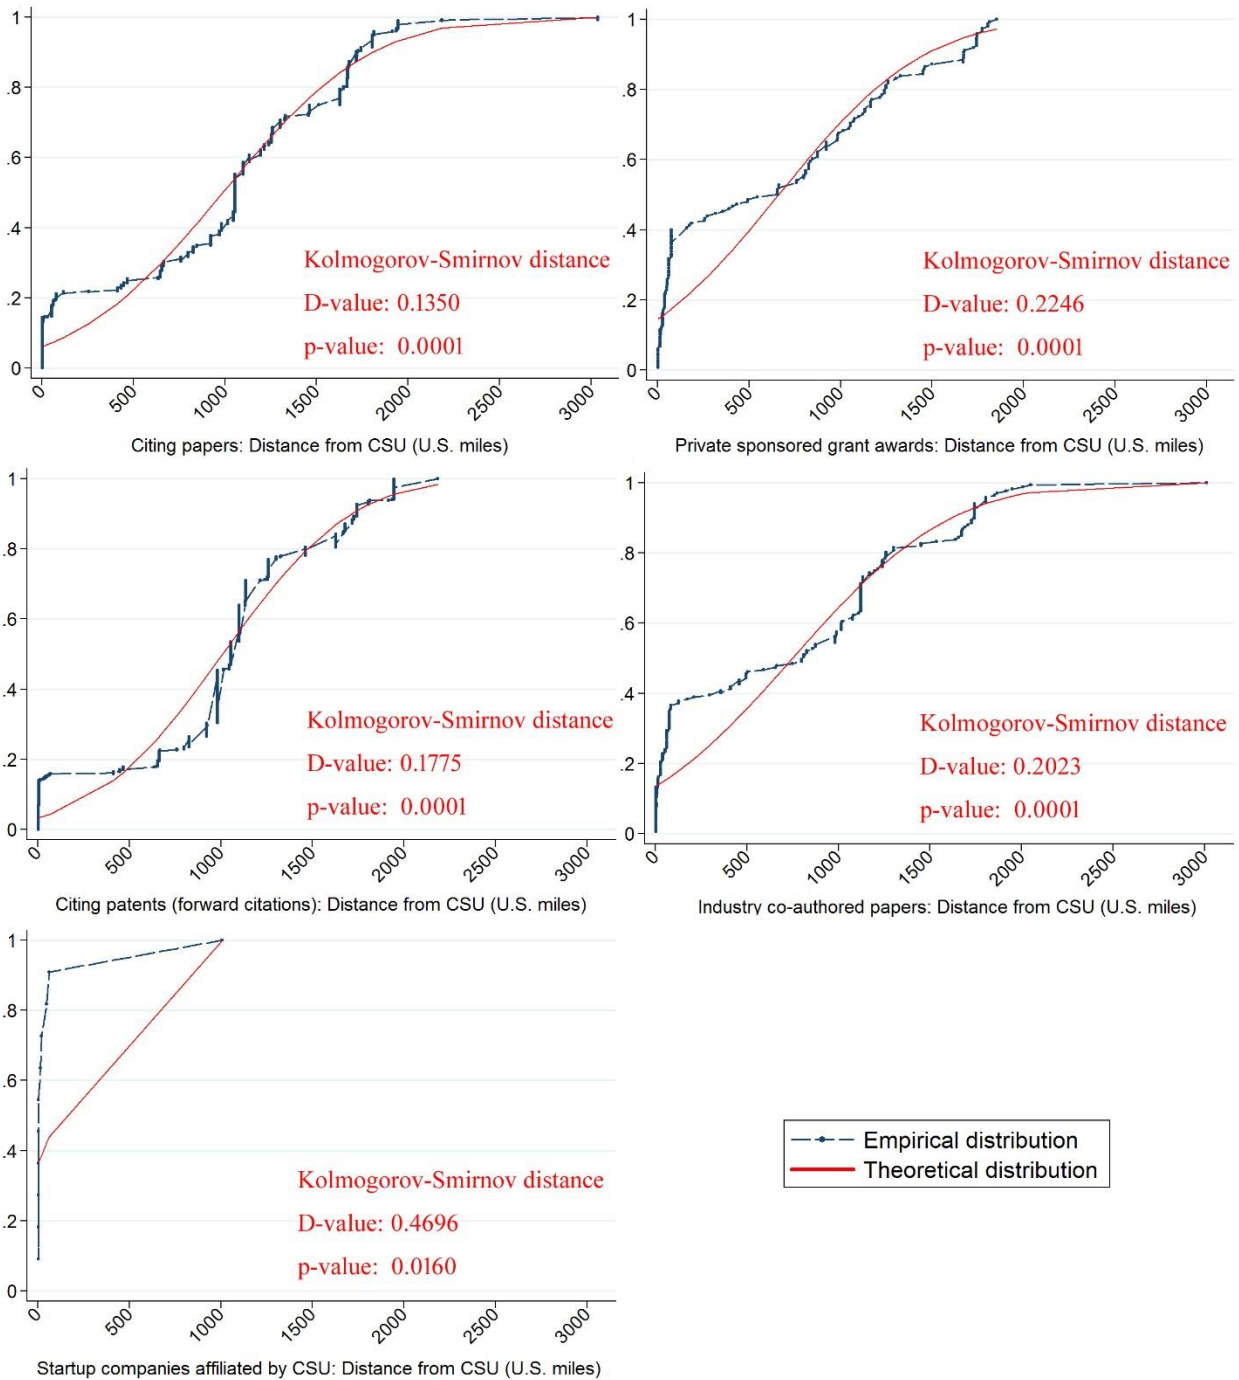 1
.8
.6
.4
.2
0
0
500
1000
1500
2000
2500
3000
Kolmogorov-Smirnov distance
D-value: 0.1350
p-value: 0.0001
Citing papers: Distance from CSU (U.S. miles)
1
.8
.6
.4
.2
0
0
500
1000
1500
2000
2500
3000
Kolmogorov-Smirnov distance
D-value: 0.2246
p-value: 0.0001
Private sponsored grant awards: Distance from CSU (U.S. miles)
1
.8
.6
.4
.2
0
0
500
1000
1500
2000
2500
3000
Kolmogorov-Smirnov distance
D-value: 0.1775
p-value: 0.0001
Citing patents (forward citations): Distance from CSU (U.S. miles)
1
.8
.6
.4
.2
0
0
500
1000
1500
2000
2500
3000
Kolmogorov-Smirnov distance
D-value: 0.2023
p-value: 0.0001
Industry co-authored papers: Distance from CSU (U.S. miles)
1
.8
.6
.4
.2
0
0
500
1000
1500
2000
2500
3000
Kolmogorov-Smirnov distance
D-value: 0.4696
p-value: 0.0160
Startup companies affiliated by CSU: Distance from CSU (U.S. miles)
Empirical distribution
Theoretical distribution